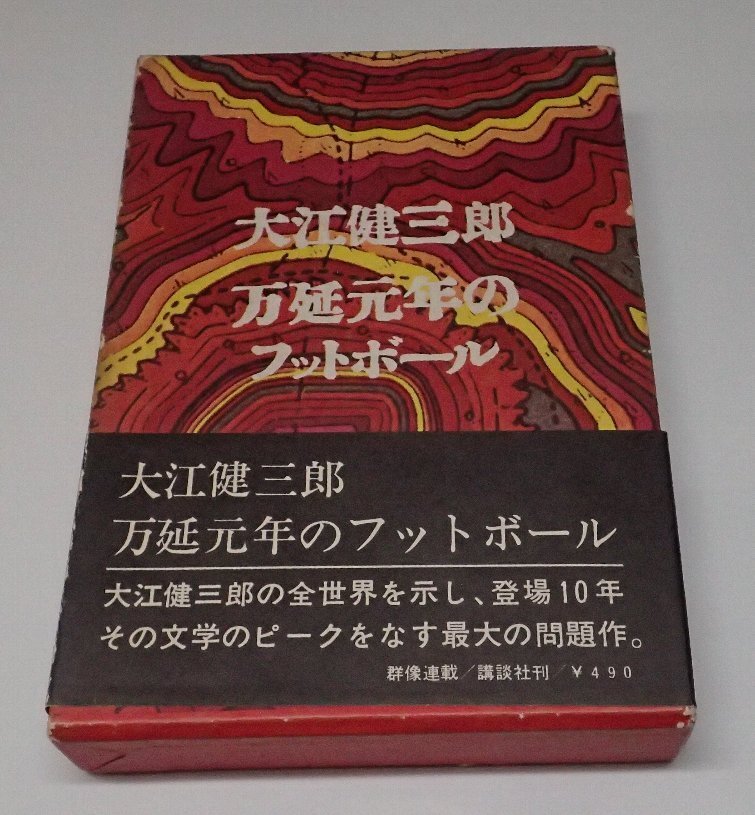 大江健三郎
万延元年の
フットボール
大江健三郎
万延元年のフットボール
大江健三郎の全世界を示し、登場10年
その文学のピークをなす最大の問題作。
群像連載/講談社刊/¥490